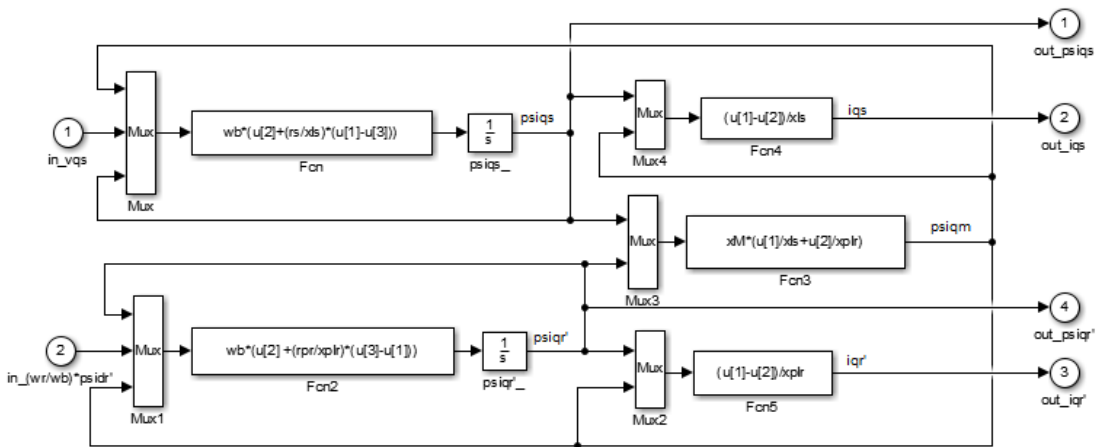 1
out_psiqs
1
in_vqs
Mux
Mux
wb*(u[2]+(rs/xls)*(u[1]-u[3]))
Fcn
1
s
psiqs_
psiqs
Mux
Mux4
(u[1]-u[2])/xls
Fcn4
iqs
2
out_iqs
Mux
Mux3
xM*(u[1]/xls+u[2]/xplr)
Fcn3
psiqm
2
in_(wr/wb)*psidr'
Mux
Mux1
wb*(u[2] +(rpr/xplr)*(u[3]-u[1]))
Fcn2
1
s
psiqr'_
psiqr'
4
out_psiqr'
Mux
Mux2
(u[1]-u[2])/xplr
Fcn5
iqr'
3
out_iqr'